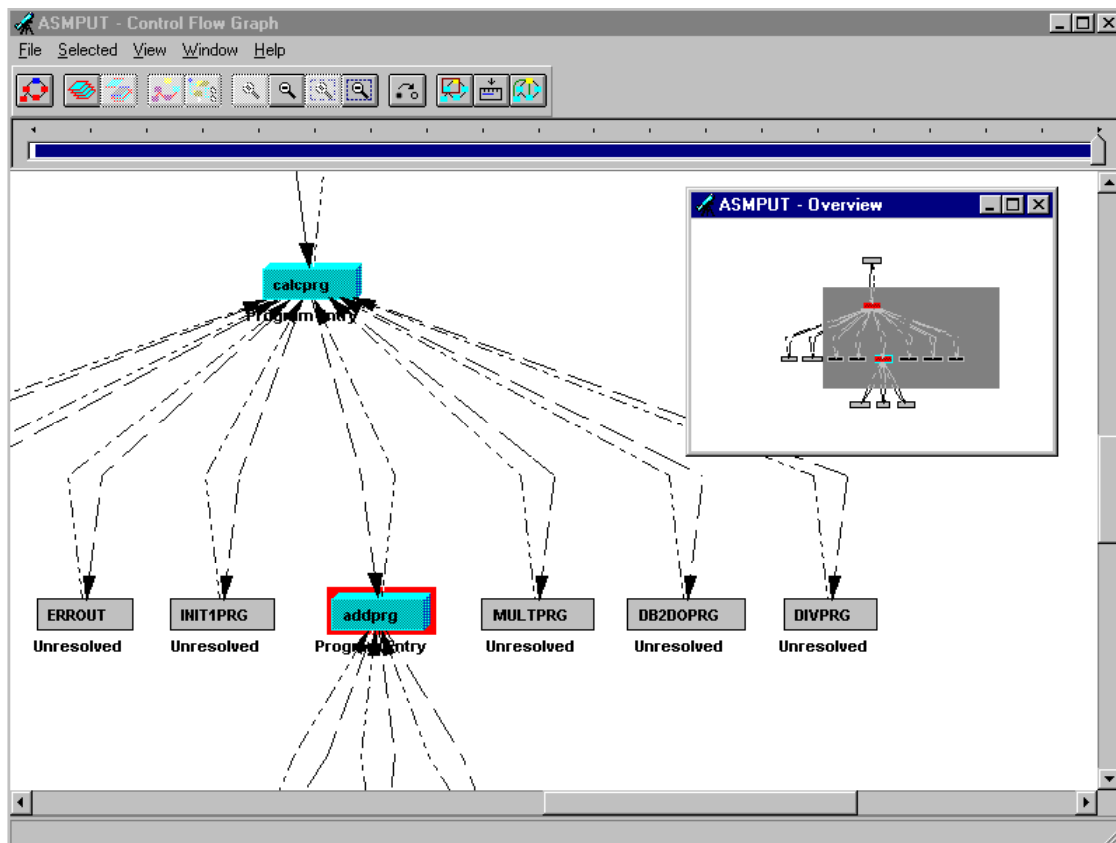 ASMPUT - Control Flow Graph
File Selected View Window Help
ASMPUT - Overview
calcprg
Program Entry
ERROUT INIT1PRG addprg MULTPRG DB2DOPRG DIVPRG
Unresolved Unresolved Program Entry Unresolved Unresolved Unresolved